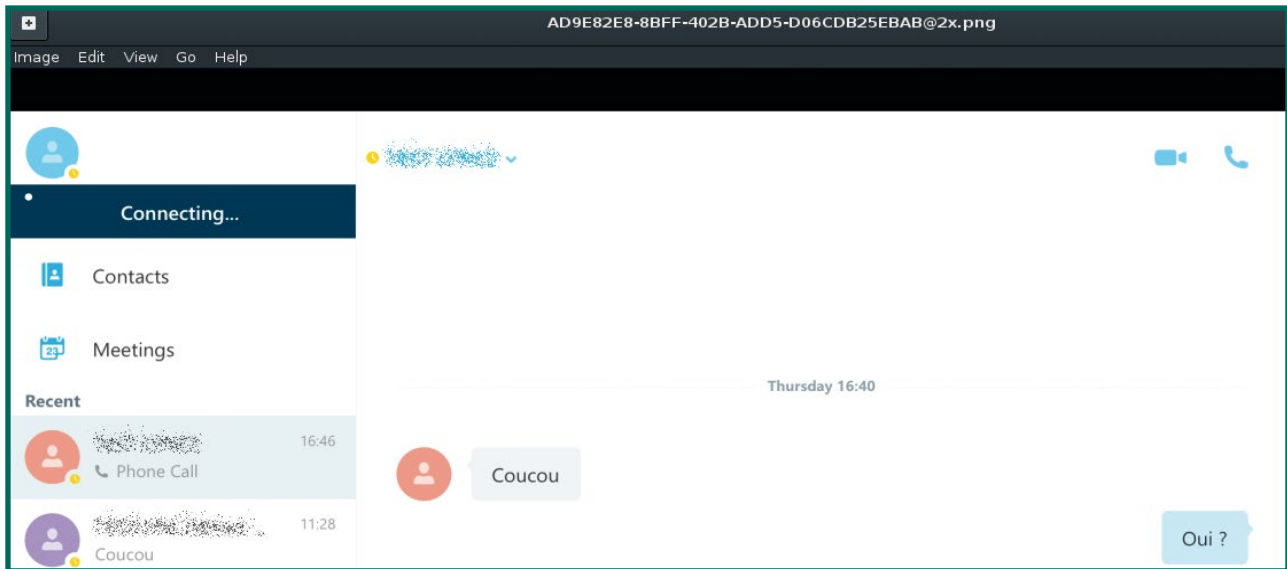 AD9E82E8-8BFF-402B-ADD5-D06CDB25EBAB@2x.png
Image Edit View Go Help
Connecting...
Contacts
23
Meetings
Recent
16:46
Phone Call
11:28
Coucou
Thursday 16:40
Coucou
Oui ?